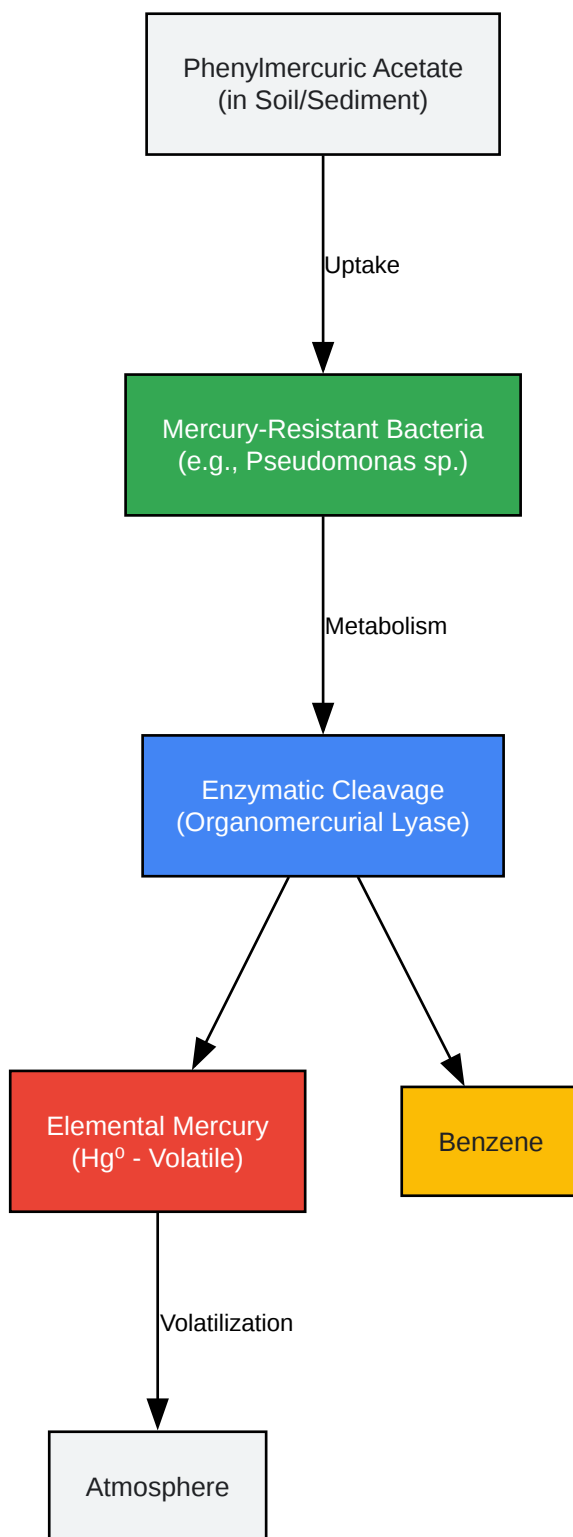 Phenylmercuric Acetate
(in Soil/Sediment)
Uptake
Mercury-Resistant Bacteria
(e.g., Pseudomonas sp.)
Metabolism
Enzymatic Cleavage
(Organomercurial Lyase)
Elemental Mercury
(Hg⁰ - Volatile)
Benzene
Volatilization
Atmosphere